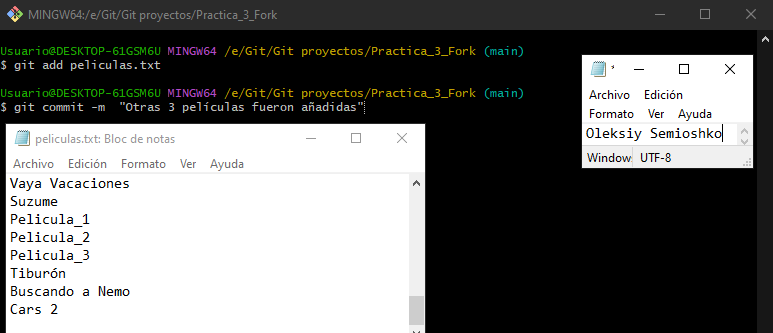 MINGW64:/e/Git/Git proyectos/Practica_3_Fork
Usuario@DESKTOP-61GSM6U MINGW64 /e/Git/Git proyectos/Practica_3_Fork (main)
$ git add peliculas.txt
Usuario@DESKTOP-61GSM6U MINGW64 /e/Git/Git proyectos/Practica_3_Fork (main)
$ git commit -m  "Otras 3 películas fueron añadidas"
peliculas.txt: Bloc de notas
Archivo Edición Formato Ver Ayuda
Vaya Vacaciones
Suzume
Pelicula_1
Pelicula_2
Pelicula_3
Tiburón
Buscando a Nemo
Cars 2
*
Archivo Edición
Formato Ver Ayuda
Oleksiy Semioshko
Window UTF-8